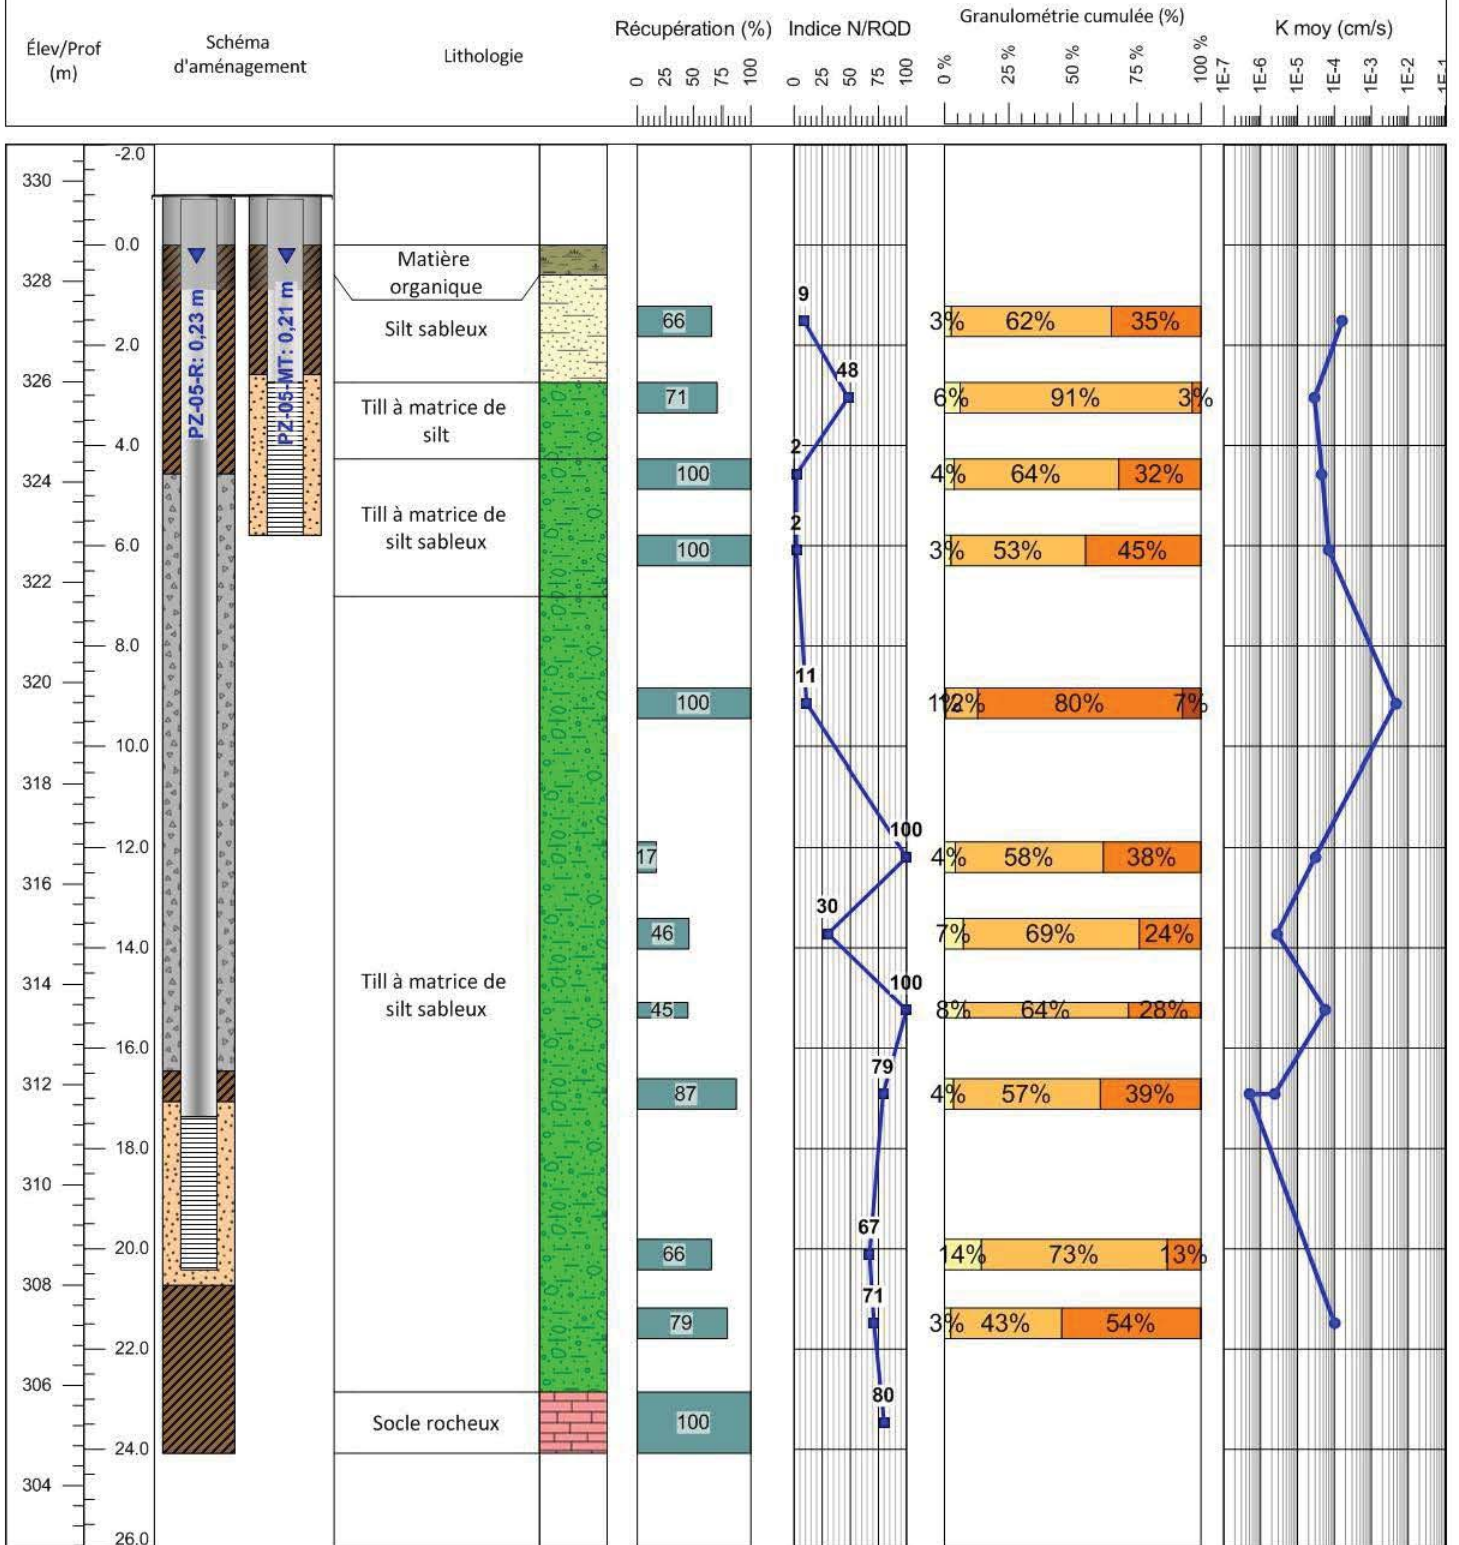 Élev/Prof
(m)
Schéma
d'aménagement
Lithologie
Récupération (%)
0
25
50
75
100
Indice N/RQD
0
25
50
75
100
Granulométrie cumulée (%)
0 %
25 %
50 %
75 %
100 %
K moy (cm/s)
1E-7
1E-6
1E-5
1E-4
1E-3
1E-2
1E-1
330
328
326
324
322
320
318
316
314
312
310
308
306
304
-2.0
0.0
2.0
4.0
6.0
8.0
10.0
12.0
14.0
16.0
18.0
20.0
22.0
24.0
26.0
PZ-05-R: 0,23 m
PZ-05-MT: 0,21 m
Matière
organique
Silt sableux
Till à matrice de
silt
Till à matrice de
silt sableux
Till à matrice de
silt sableux
Socle rocheux
66
71
100
100
100
17
46
45
87
66
79
100
9
48
2
2
11
100
30
100
79
67
71
80
3% 62% 35%
6% 91% 3%
4% 64% 32%
3% 53% 45%
1% 12% 80% 7%
4% 58% 38%
7% 69% 24%
8% 64% 28%
4% 57% 39%
14% 73% 13%
3% 43% 54%